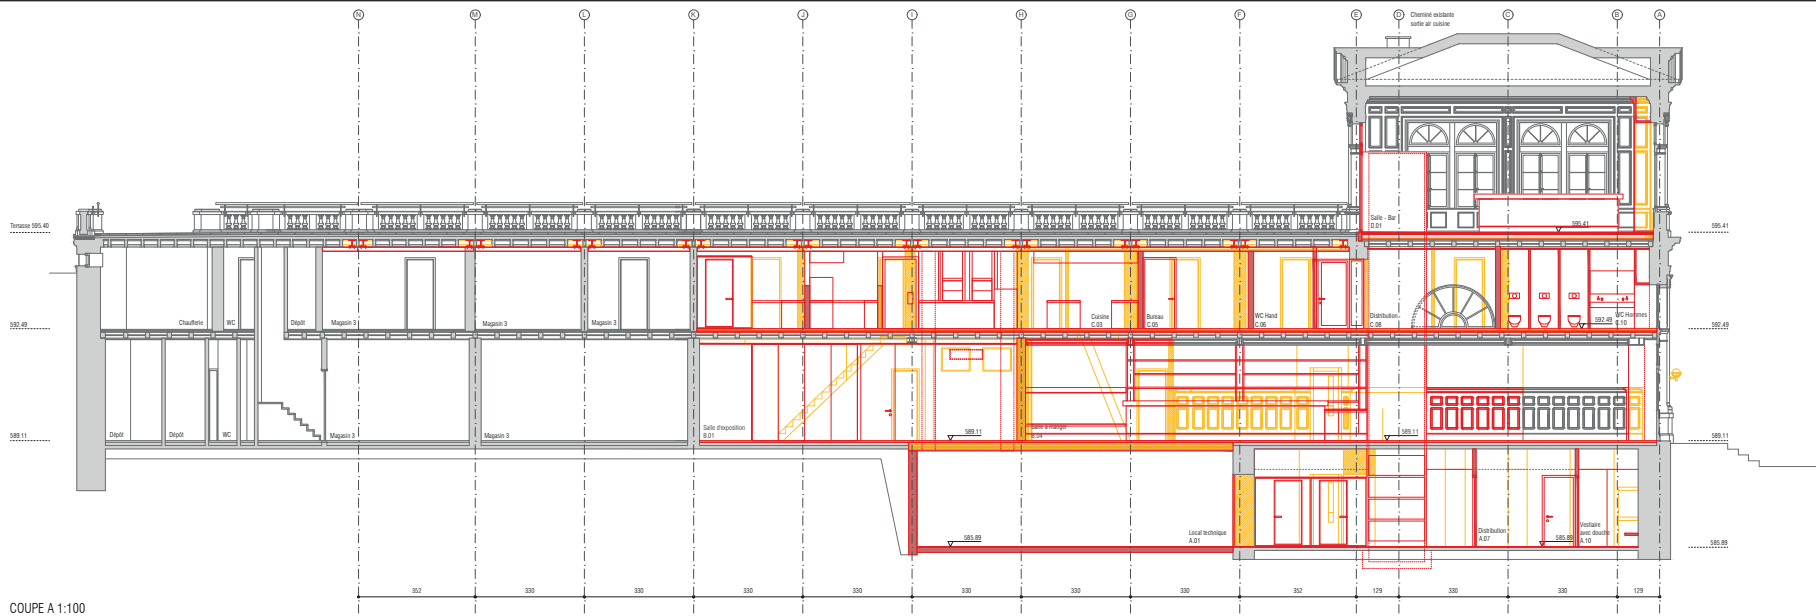 N M L K J I H G F E D C B A
Cheminé existante
sortie air cuisine
Terrasse 595.40
Salle - Bar
D.01
595.41
595.41
592.49
Chaufferie
WC
Dépôt
Magasin 3
Magasin 3
Magasin 3
Cuisine
C.03
Bureau
C.05
WC Hand
C.06
Distribution
C.08
592.49
WC Hommes
C.10
592.49
589.11
Dépôt
Dépôt
WC
Magasin 3
Magasin 3
Salle d'exposition
B.01
589.11
Salle à manger
B.04
589.11
589.11
585.89
Local technique
A.01
Distribution
A.07
585.89
Vestiaire
avec douche
A.10
585.89
352 330 330 330 330 330 330 330 352 129 330 330 129
COUPE A 1:100